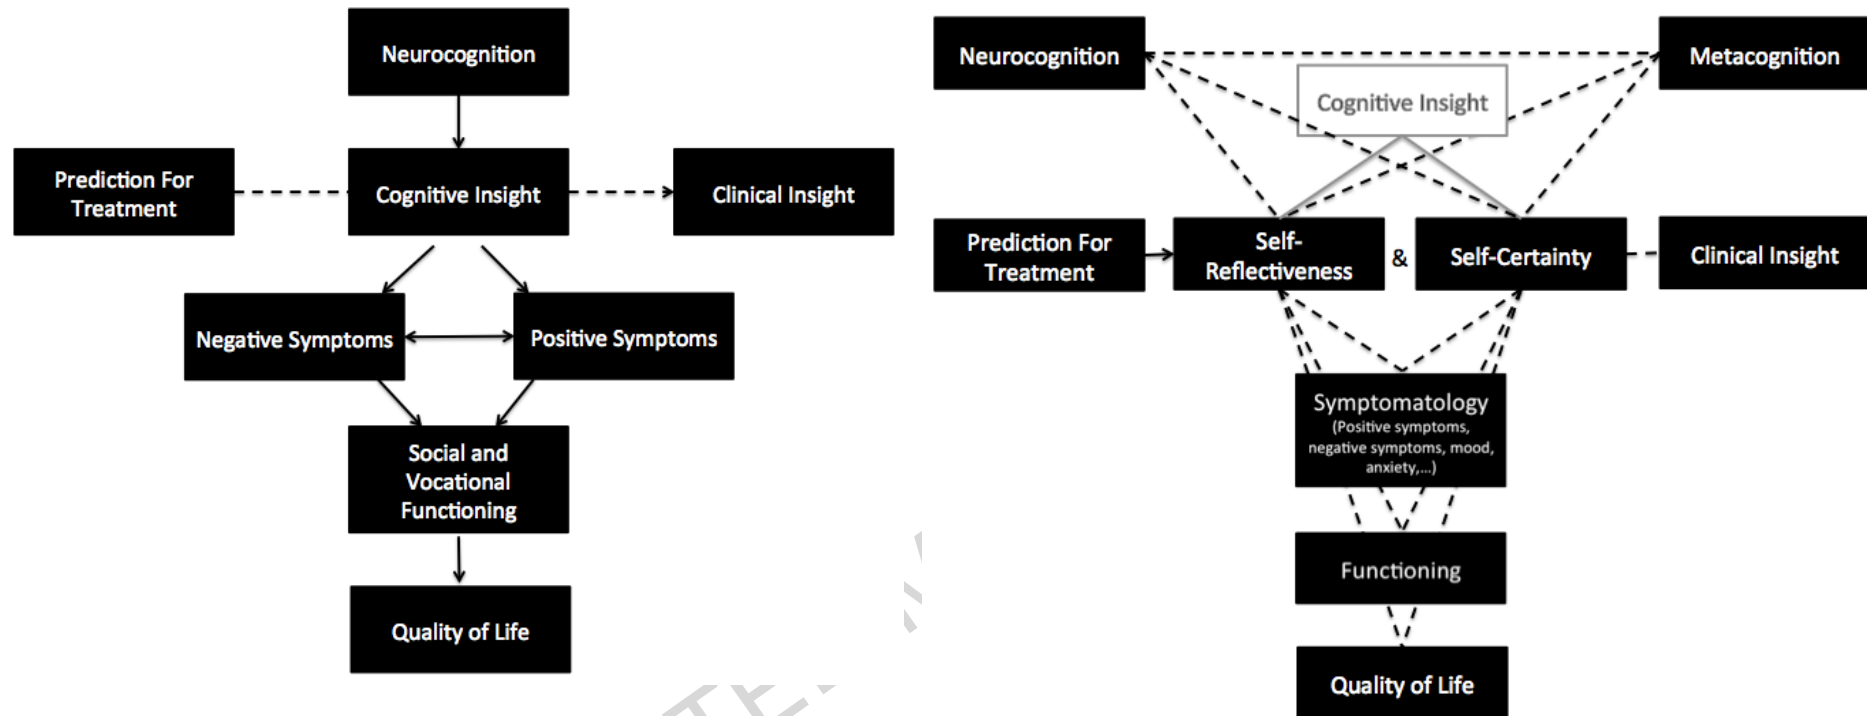 Neurocognition
Prediction For
Treatment
Cognitive Insight
Clinical Insight
Negative Symptoms
Positive Symptoms
Social and
Vocational
Functioning
Quality of Life
Neurocognition
Metacognition
Cognitive Insight
Prediction For
Treatment
Self-
Reflectiveness
&
Self-Certainty
Clinical Insight
Symptomatology
(Positive symptoms,
negative symptoms, mood,
anxiety,...)
Functioning
Quality of Life